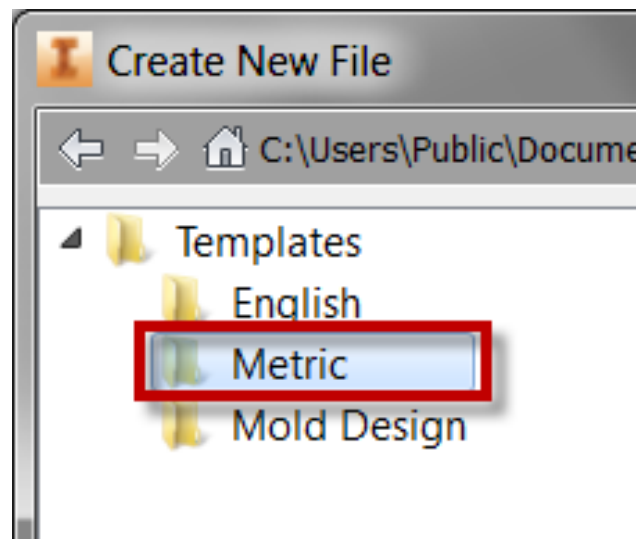 Create New File
C:\Users\Public\Docume
Templates
English
Metric
Mold Design